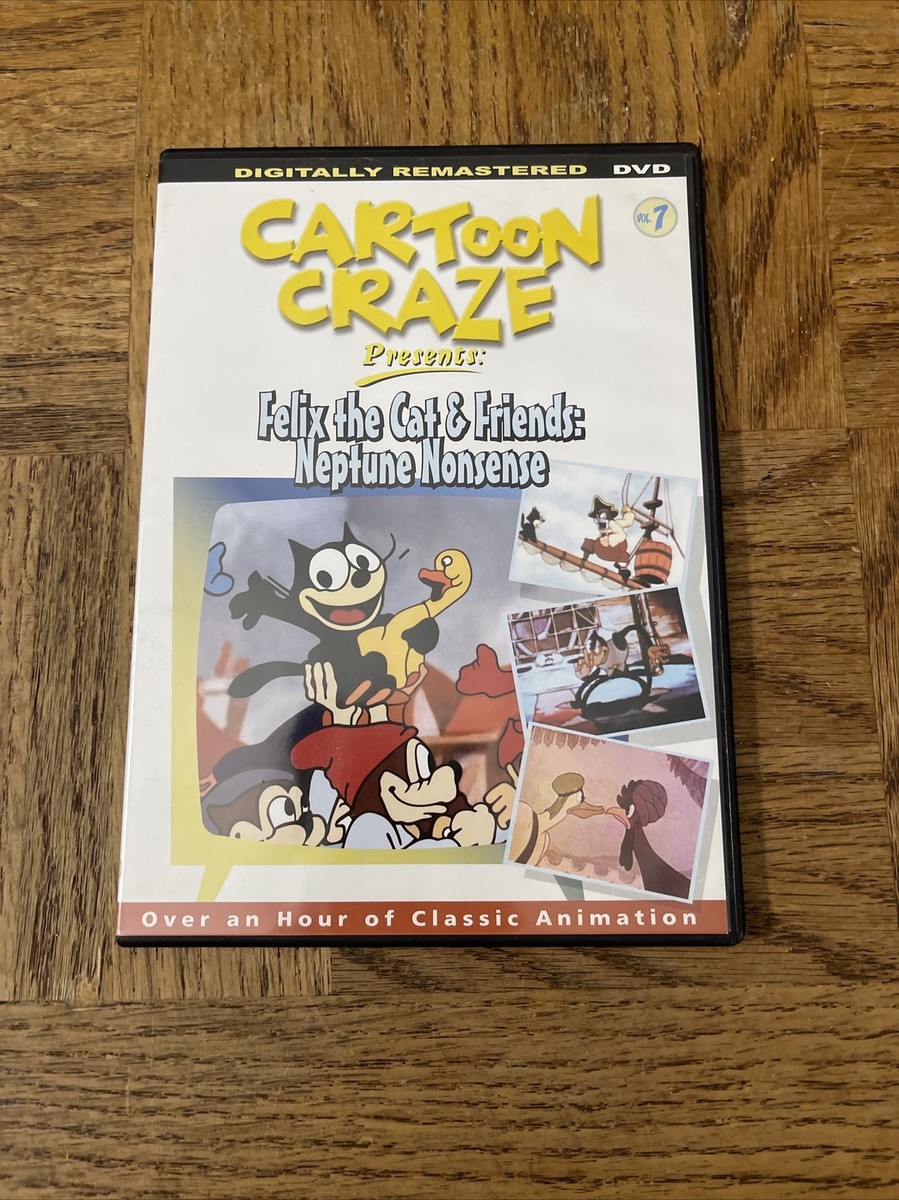 DIGITALLY REMASTERED DVD
CARTOON
CRAZE
VOL. 7
Presents:
Felix the Cat & Friends:
Neptune Nonsense
Over an Hour of Classic Animation